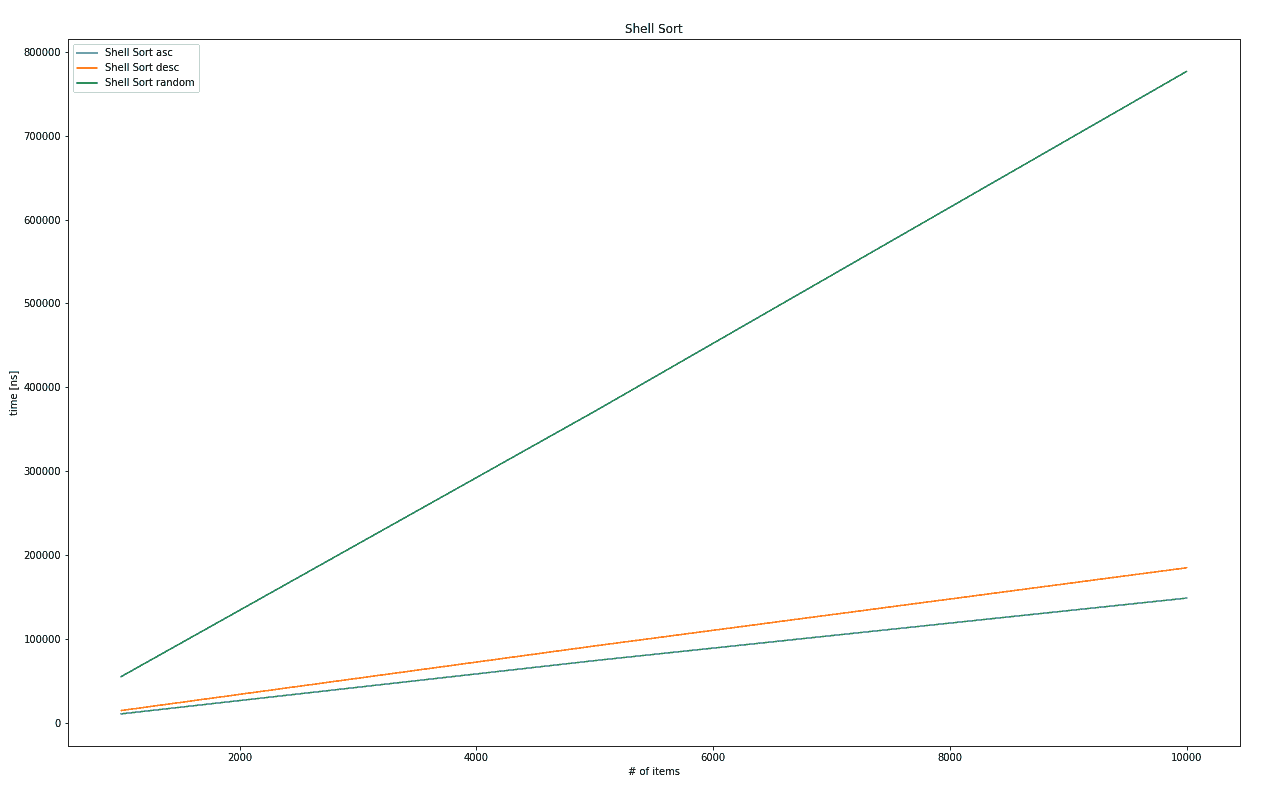 Shell Sort
Shell Sort asc
Shell Sort desc
Shell Sort random
800000
700000
600000
500000
400000
300000
200000
100000
0
time [ns]
2000 4000 6000 8000 10000
# of items